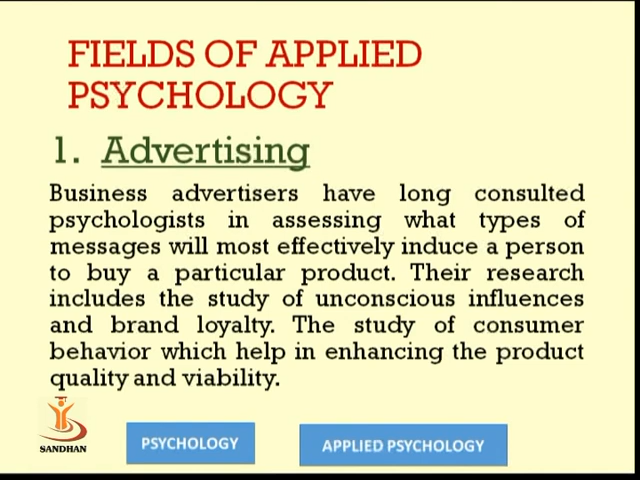 FIELDS OF APPLIED
PSYCHOLOGY
1. Advertising
Business advertisers have long consulted
psychologists in assessing what types of
messages will most effectively induce a person
to buy a particular product. Their research
includes the study of unconscious influences
and brand loyalty. The study of consumer
behavior which help in enhancing the product
quality and viability.
SANDHAN
PSYCHOLOGY
APPLIED PSYCHOLOGY